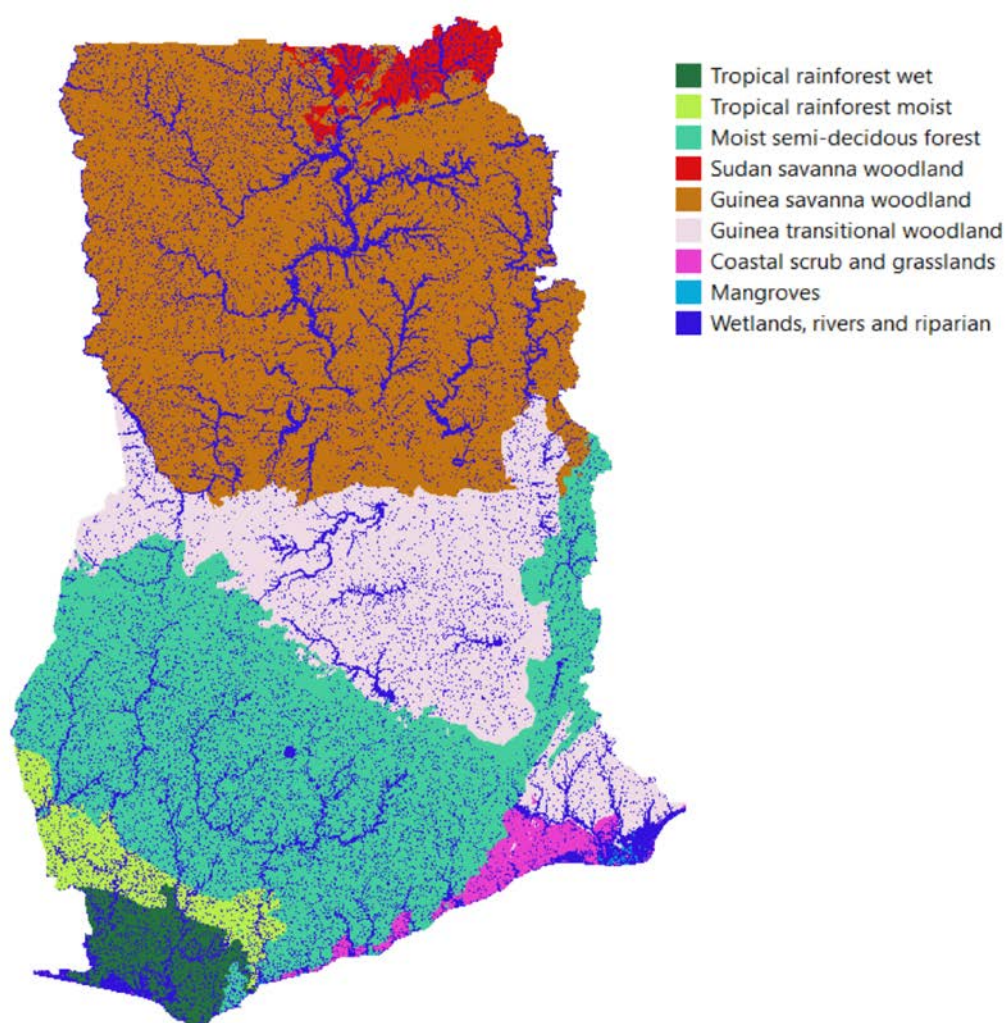 Tropical rainforest wet
Tropical rainforest moist
Moist semi-decidous forest
Sudan savanna woodland
Guinea savanna woodland
Guinea transitional woodland
Coastal scrub and grasslands
Mangroves
Wetlands, rivers and riparian